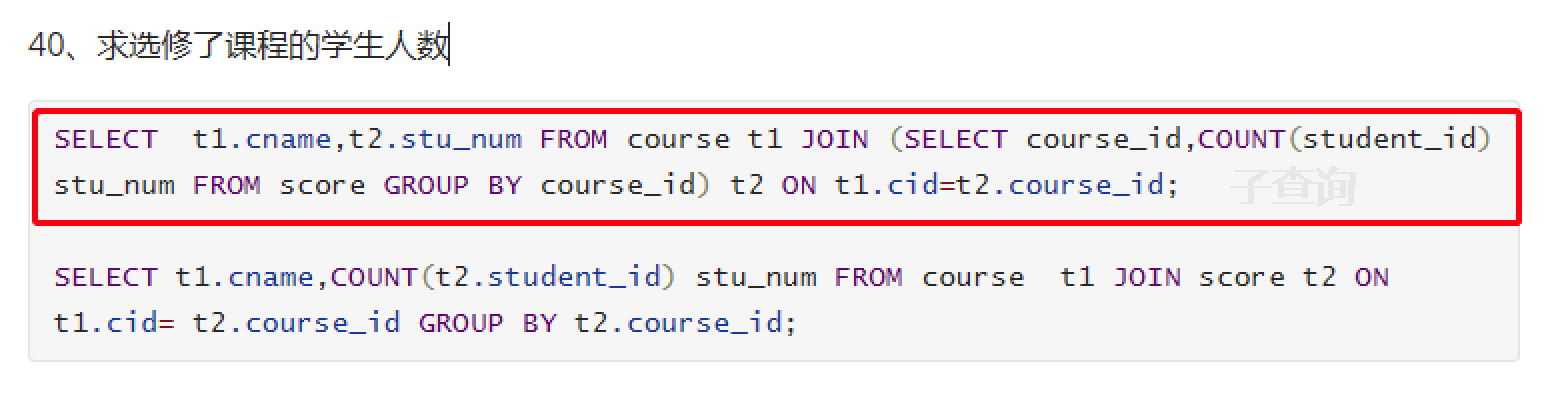 40、求选修了课程的学生人数
SELECT  t1.cname,t2.stu_num FROM course t1 JOIN (SELECT course_id,COUNT(student_id)
stu_num FROM score GROUP BY course_id) t2 ON t1.cid=t2.course_id;
子查询
SELECT t1.cname,COUNT(t2.student_id) stu_num FROM course  t1 JOIN score t2 ON
t1.cid= t2.course_id GROUP BY t2.course_id;